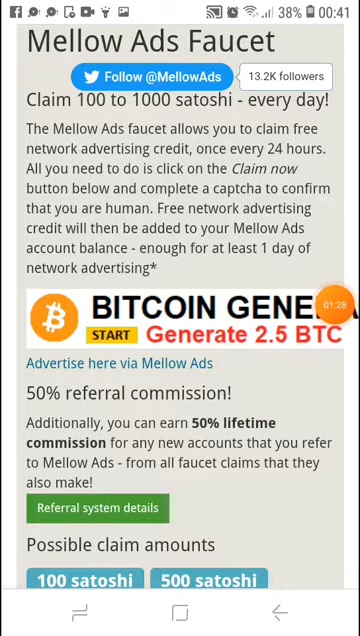 38% 00:41
Mellow Ads Faucet
Follow @MellowAds 13.2K followers
Claim 100 to 1000 satoshi - every day!
The Mellow Ads faucet allows you to claim free
network advertising credit, once every 24 hours.
All you need to do is click on the Claim now
button below and complete a captcha to confirm
that you are human. Free network advertising
credit will then be added to your Mellow Ads
account balance - enough for at least 1 day of
network advertising*
BITCOIN GENERA
01:28
START Generate 2.5 BTC
Advertise here via Mellow Ads
50% referral commission!
Additionally, you can earn 50% lifetime
commission for any new accounts that you refer
to Mellow Ads - from all faucet claims that they
also make!
Referral system details
Possible claim amounts
100 satoshi 500 satoshi